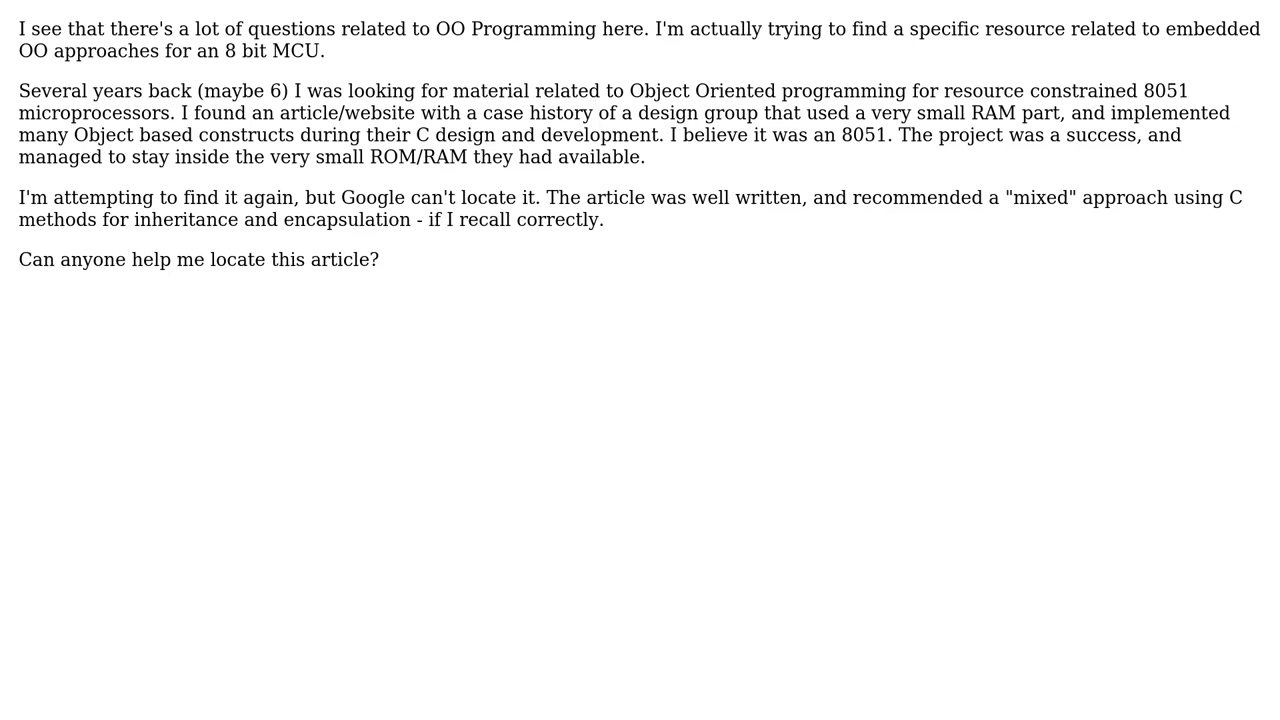 I see that there's a lot of questions related to OO Programming here. I'm actually trying to find a specific resource related to embedded
OO approaches for an 8 bit MCU.
Several years back (maybe 6) I was looking for material related to Object Oriented programming for resource constrained 8051
microprocessors. I found an article/website with a case history of a design group that used a very small RAM part, and implemented
many Object based constructs during their C design and development. I believe it was an 8051. The project was a success, and
managed to stay inside the very small ROM/RAM they had available.
I'm attempting to find it again, but Google can't locate it. The article was well written, and recommended a "mixed" approach using C
methods for inheritance and encapsulation - if I recall correctly.
Can anyone help me locate this article?